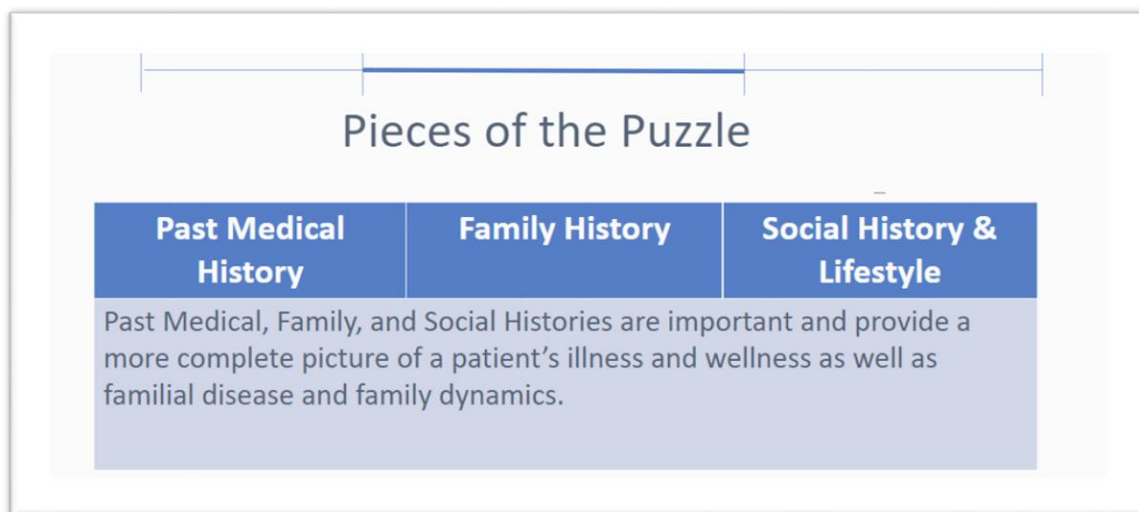 Pieces of the Puzzle
Past Medical
History
Family History
Social History &
Lifestyle
Past Medical, Family, and Social Histories are important and provide a
more complete picture of a patient’s illness and wellness as well as
familial disease and family dynamics.